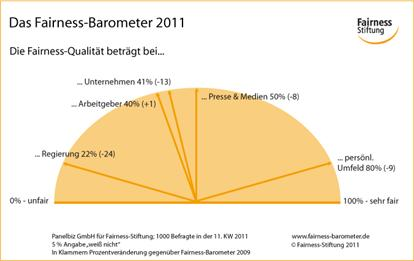 Das Fairness-Barometer 2011
Fairness
Stiftung
Die Fairness-Qualität beträgt bei...
... Unternehmen 41% (-13)
... Arbeitgeber 40% (+1)
... Presse & Medien 50% (-8)
... Regierung 22% (-24)
... persönl.
Umfeld 80% (-9)
0% - unfair
100% - sehr fair
Panelbiz GmbH für Fairness-Stiftung; 1000 Befragte in der 11. KW 2011
5 % Angabe „weiß nicht"
In Klammern Prozentveränderung gegenüber Fairness-Barometer 2009
www.fairness-barometer.de
© Fairness-Stiftung 2011